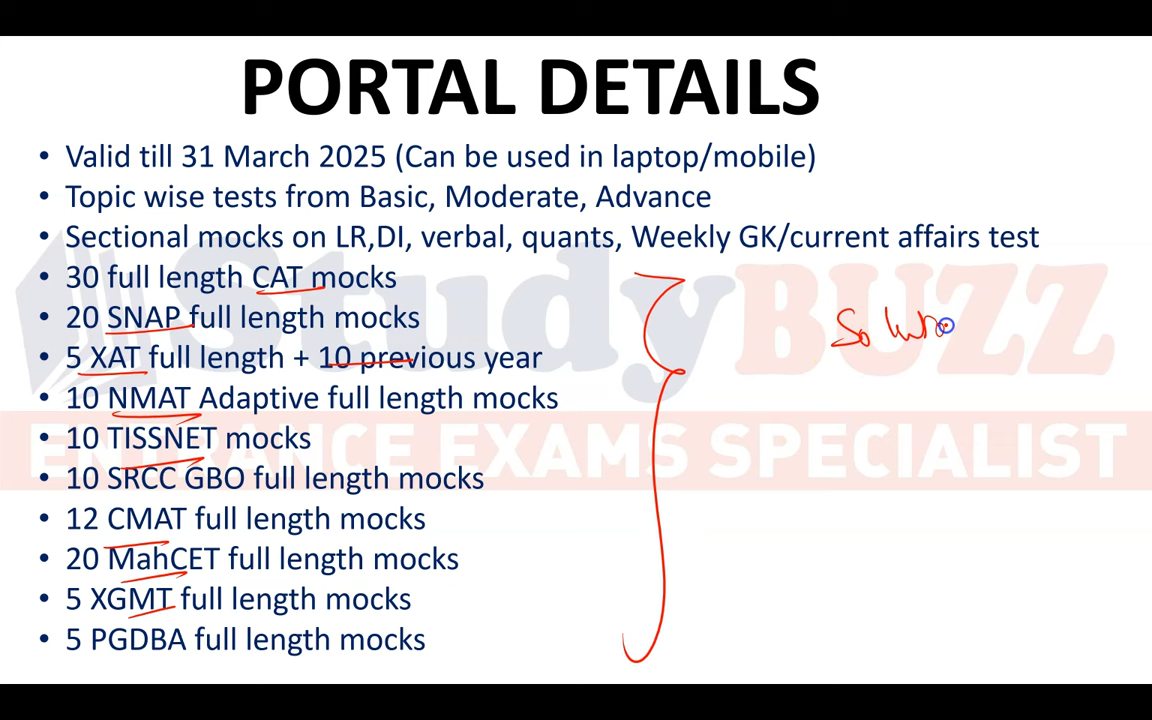 PORTAL DETAILS
• Valid till 31 March 2025 (Can be used in laptop/mobile)
• Topic wise tests from Basic, Moderate, Advance
• Sectional mocks on LR,DI, verbal, quants, Weekly GK/current affairs test
• 30 full length CAT mocks
• 20 SNAP full length mocks
• 5 XAT full length + 10 previous year
• 10 NMAT Adaptive full length mocks
• 10 TISSNET mocks
• 10 SRCC GBO full length mocks
• 12 CMAT full length mocks
• 20 MahCET full length mocks
• 5 XGMT full length mocks
• 5 PGDBA full length mocks
StudyBUZZ
ENTRANCE EXAMS SPECIALIST